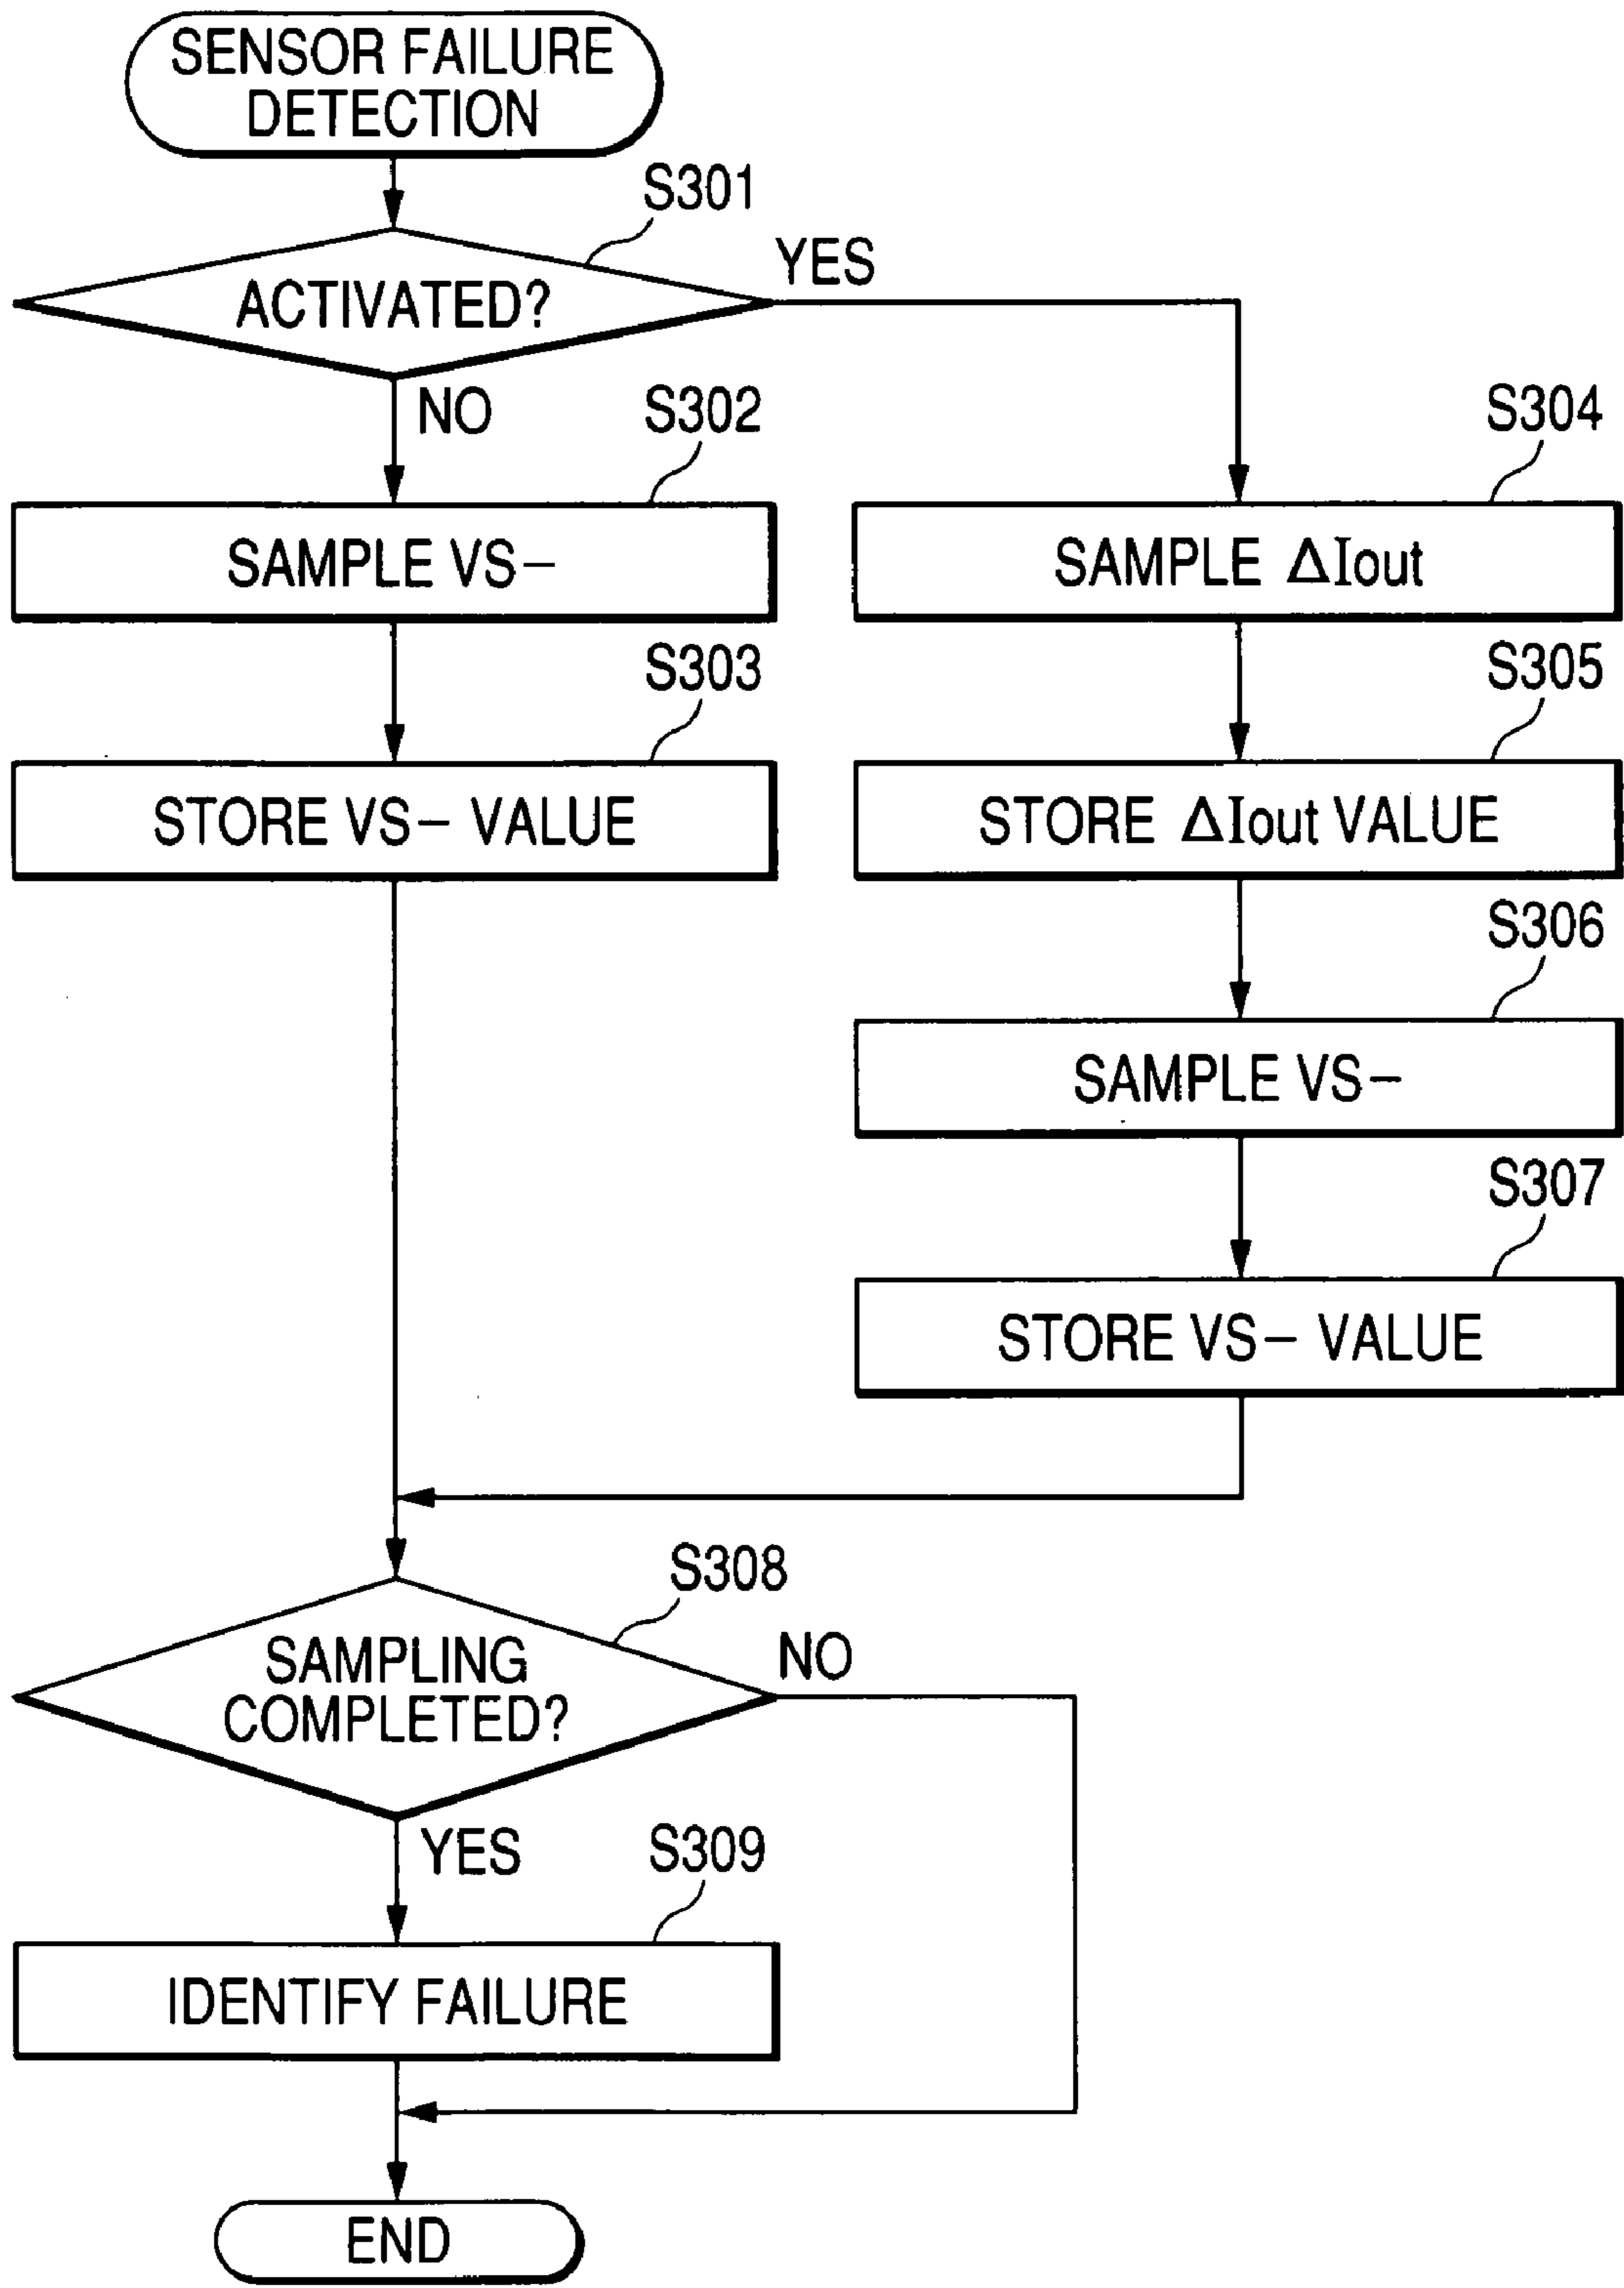 SENSOR FAILURE
DETECTION
S301
ACTIVATED?
YES
NO
S302
SAMPLE VS−
S303
STORE VS− VALUE
S304
SAMPLE ΔIout
S305
STORE ΔIout VALUE
S306
SAMPLE VS−
S307
STORE VS− VALUE
S308
SAMPLING
COMPLETED?
NO
YES
S309
IDENTIFY FAILURE
END